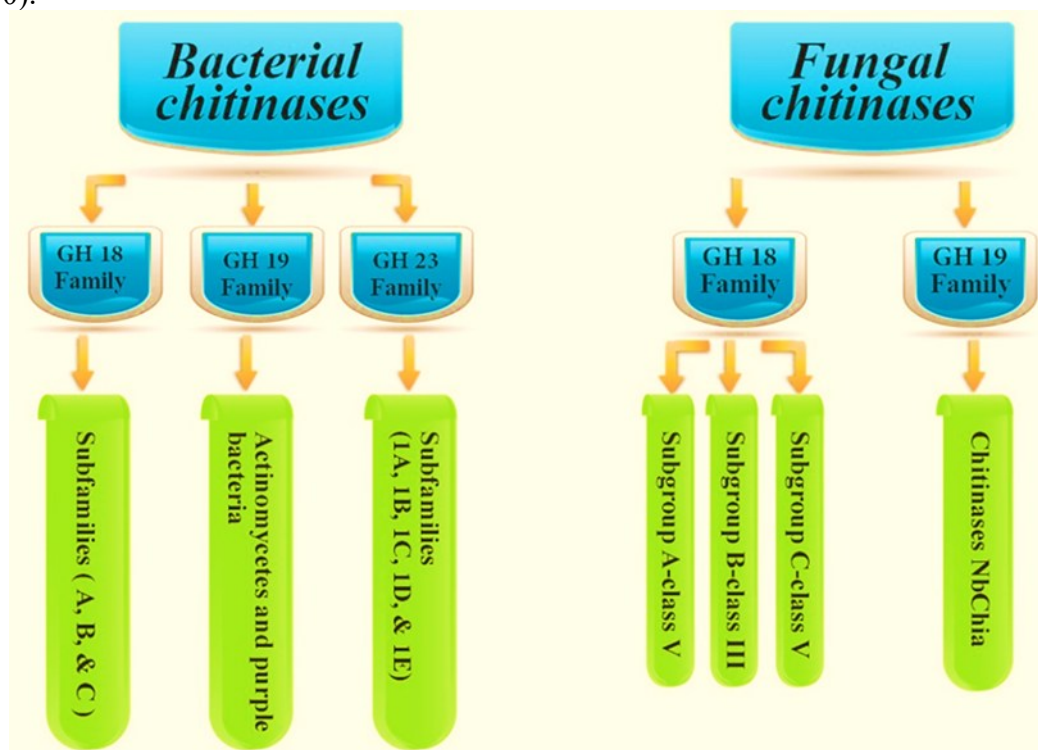 0).
Bacterial
chitinases
Fungal
chitinases
GH 18
Family
GH 19
Family
GH 23
Family
GH 18
Family
GH 19
Family
Subfamilies ( A, B, & C )
Actinomycetes and purple
bacteria
Subfamilies
(1A, 1B, 1C, 1D, & 1E)
Subgroup A-class V
Subgroup B-class III
Subgroup C-class V
Chitinases NbChia